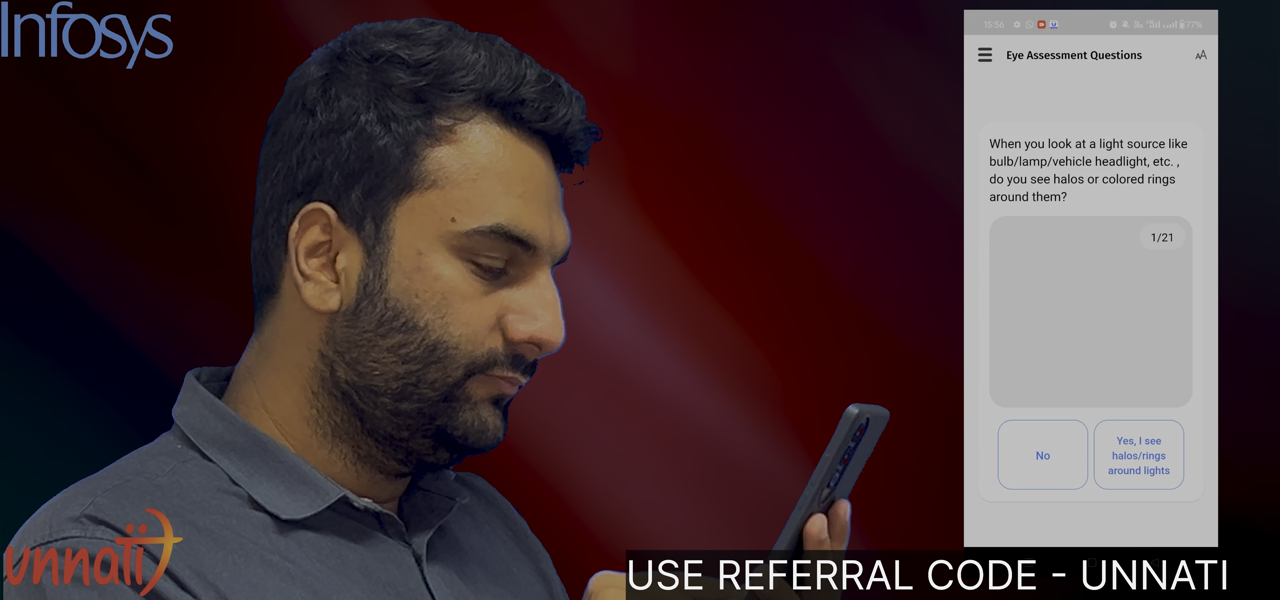 Infosys
15:56
77%
Eye Assessment Questions
AA
When you look at a light source like
bulb/lamp/vehicle headlight, etc. ,
do you see halos or colored rings
around them?
1/21
No
Yes, I see
halos/rings
around lights
unnati
USE REFERRAL CODE - UNNATI